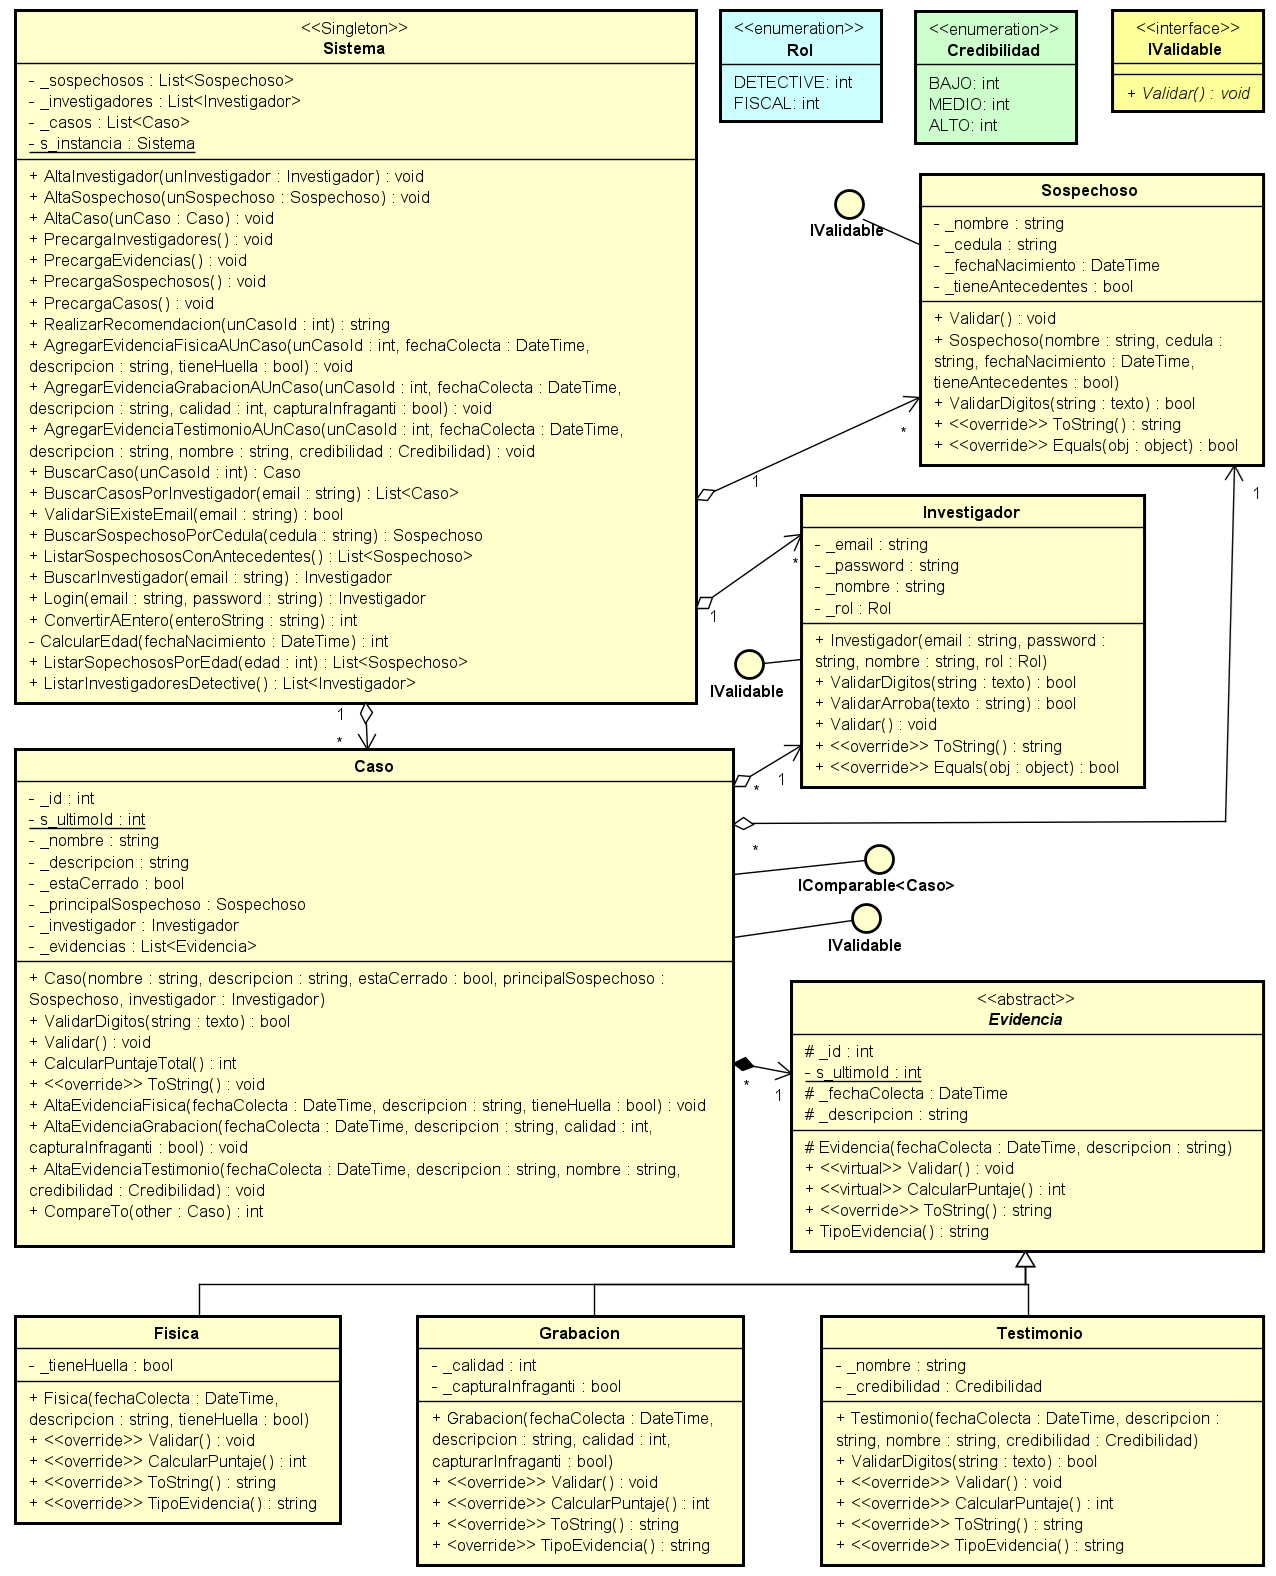 <<Singleton>>
Sistema
- _sospechosos : List<Sospechoso>
- _investigadores : List<Investigador>
- _casos : List<Caso>
- s_instancia : Sistema
+ AltaInvestigador(unInvestigador : Investigador) : void
+ AltaSospechoso(unSospechoso : Sospechoso) : void
+ AltaCaso(unCaso : Caso) : void
+ PrecargaInvestigadores() : void
+ PrecargaEvidencias() : void
+ PrecargaSospechosos() : void
+ PrecargaCasos() : void
+ RealizarRecomendacion(unCasoId : int) : string
+ AgregarEvidenciaFisicaAUnCaso(unCasoId : int, fechaColecta : DateTime,
descripcion : string, tieneHuella : bool) : void
+ AgregarEvidenciaGrabacionAUnCaso(unCasoId : int, fechaColecta : DateTime,
descripcion : string, calidad : int, capturaInfraganti : bool) : void
+ AgregarEvidenciaTestimonioAUnCaso(unCasoId : int, fechaColecta : DateTime,
descripcion : string, nombre : string, credibilidad : Credibilidad) : void
+ BuscarCaso(unCasoId : int) : Caso
+ BuscarCasosPorInvestigador(email : string) : List<Caso>
+ ValidarSiExisteEmail(email : string) : bool
+ BuscarSospechosoPorCedula(cedula : string) : Sospechoso
+ ListarSospechososConAntecedentes() : List<Sospechoso>
+ BuscarInvestigador(email : string) : Investigador
+ Login(email : string, password : string) : Investigador
+ ConvertirAEntero(enteroString : string) : int
- CalcularEdad(fechaNacimiento : DateTime) : int
+ ListarSopechososPorEdad(edad : int) : List<Sospechoso>
+ ListarInvestigadoresDetective() : List<Investigador>
<<enumeration>>
Rol
DETECTIVE: int
FISCAL: int
<<enumeration>>
Credibilidad
BAJO: int
MEDIO: int
ALTO: int
<<interface>>
IValidable
+ Validar() : void
IValidable
Sospechoso
- _nombre : string
- _cedula : string
- _fechaNacimiento : DateTime
- _tieneAntecedentes : bool
+ Validar() : void
+ Sospechoso(nombre : string, cedula :
string, fechaNacimiento : DateTime,
tieneAntecedentes : bool)
+ ValidarDigitos(string : texto) : bool
+ <<override>> ToString() : string
+ <<override>> Equals(obj : object) : bool
*
1
1
Investigador
- _email : string
- _password : string
- _nombre : string
- _rol : Rol
+ Investigador(email : string, password :
string, nombre : string, rol : Rol)
+ ValidarDigitos(string : texto) : bool
+ ValidarArroba(texto : string) : bool
+ Validar() : void
+ <<override>> ToString() : string
+ <<override>> Equals(obj : object) : bool
*
1
IValidable
1
*
Caso
- _id : int
- s_ultimoId : int
- _nombre : string
- _descripcion : string
- _estaCerrado : bool
- _principalSospechoso : Sospechoso
- _investigador : Investigador
- _evidencias : List<Evidencia>
+ Caso(nombre : string, descripcion : string, estaCerrado : bool, principalSospechoso :
Sospechoso, investigador : Investigador)
+ ValidarDigitos(string : texto) : bool
+ Validar() : void
+ CalcularPuntajeTotal() : int
+ <<override>> ToString() : void
+ AltaEvidenciaFisica(fechaColecta : DateTime, descripcion : string, tieneHuella : bool) : void
+ AltaEvidenciaGrabacion(fechaColecta : DateTime, descripcion : string, calidad : int,
capturaInfraganti : bool) : void
+ AltaEvidenciaTestimonio(fechaColecta : DateTime, descripcion : string, nombre : string,
credibilidad : Credibilidad) : void
+ CompareTo(other : Caso) : int
* 1
*
IComparable<Caso>
IValidable
* 1
<<abstract>>
Evidencia
# _id : int
- s_ultimoId : int
# _fechaColecta : DateTime
# _descripcion : string
# Evidencia(fechaColecta : DateTime, descripcion : string)
+ <<virtual>> Validar() : void
+ <<virtual>> CalcularPuntaje() : int
+ <<override>> ToString() : string
+ TipoEvidencia() : string
Fisica
- _tieneHuella : bool
+ Fisica(fechaColecta : DateTime,
descripcion : string, tieneHuella : bool)
+ <<override>> Validar() : void
+ <<override>> CalcularPuntaje() : int
+ <<override>> ToString() : string
+ <<override>> TipoEvidencia() : string
Grabacion
- _calidad : int
- _capturaInfraganti : bool
+ Grabacion(fechaColecta : DateTime,
descripcion : string, calidad : int,
capturarInfraganti : bool)
+ <<override>> Validar() : void
+ <<override>> CalcularPuntaje() : int
+ <<override>> ToString() : string
+ <override>> TipoEvidencia() : string
Testimonio
- _nombre : string
- _credibilidad : Credibilidad
+ Testimonio(fechaColecta : DateTime, descripcion :
string, nombre : string, credibilidad : Credibilidad)
+ ValidarDigitos(string : texto) : bool
+ <<override>> Validar() : void
+ <<override>> CalcularPuntaje() : int
+ <<override>> ToString() : string
+ <<override>> TipoEvidencia() : string